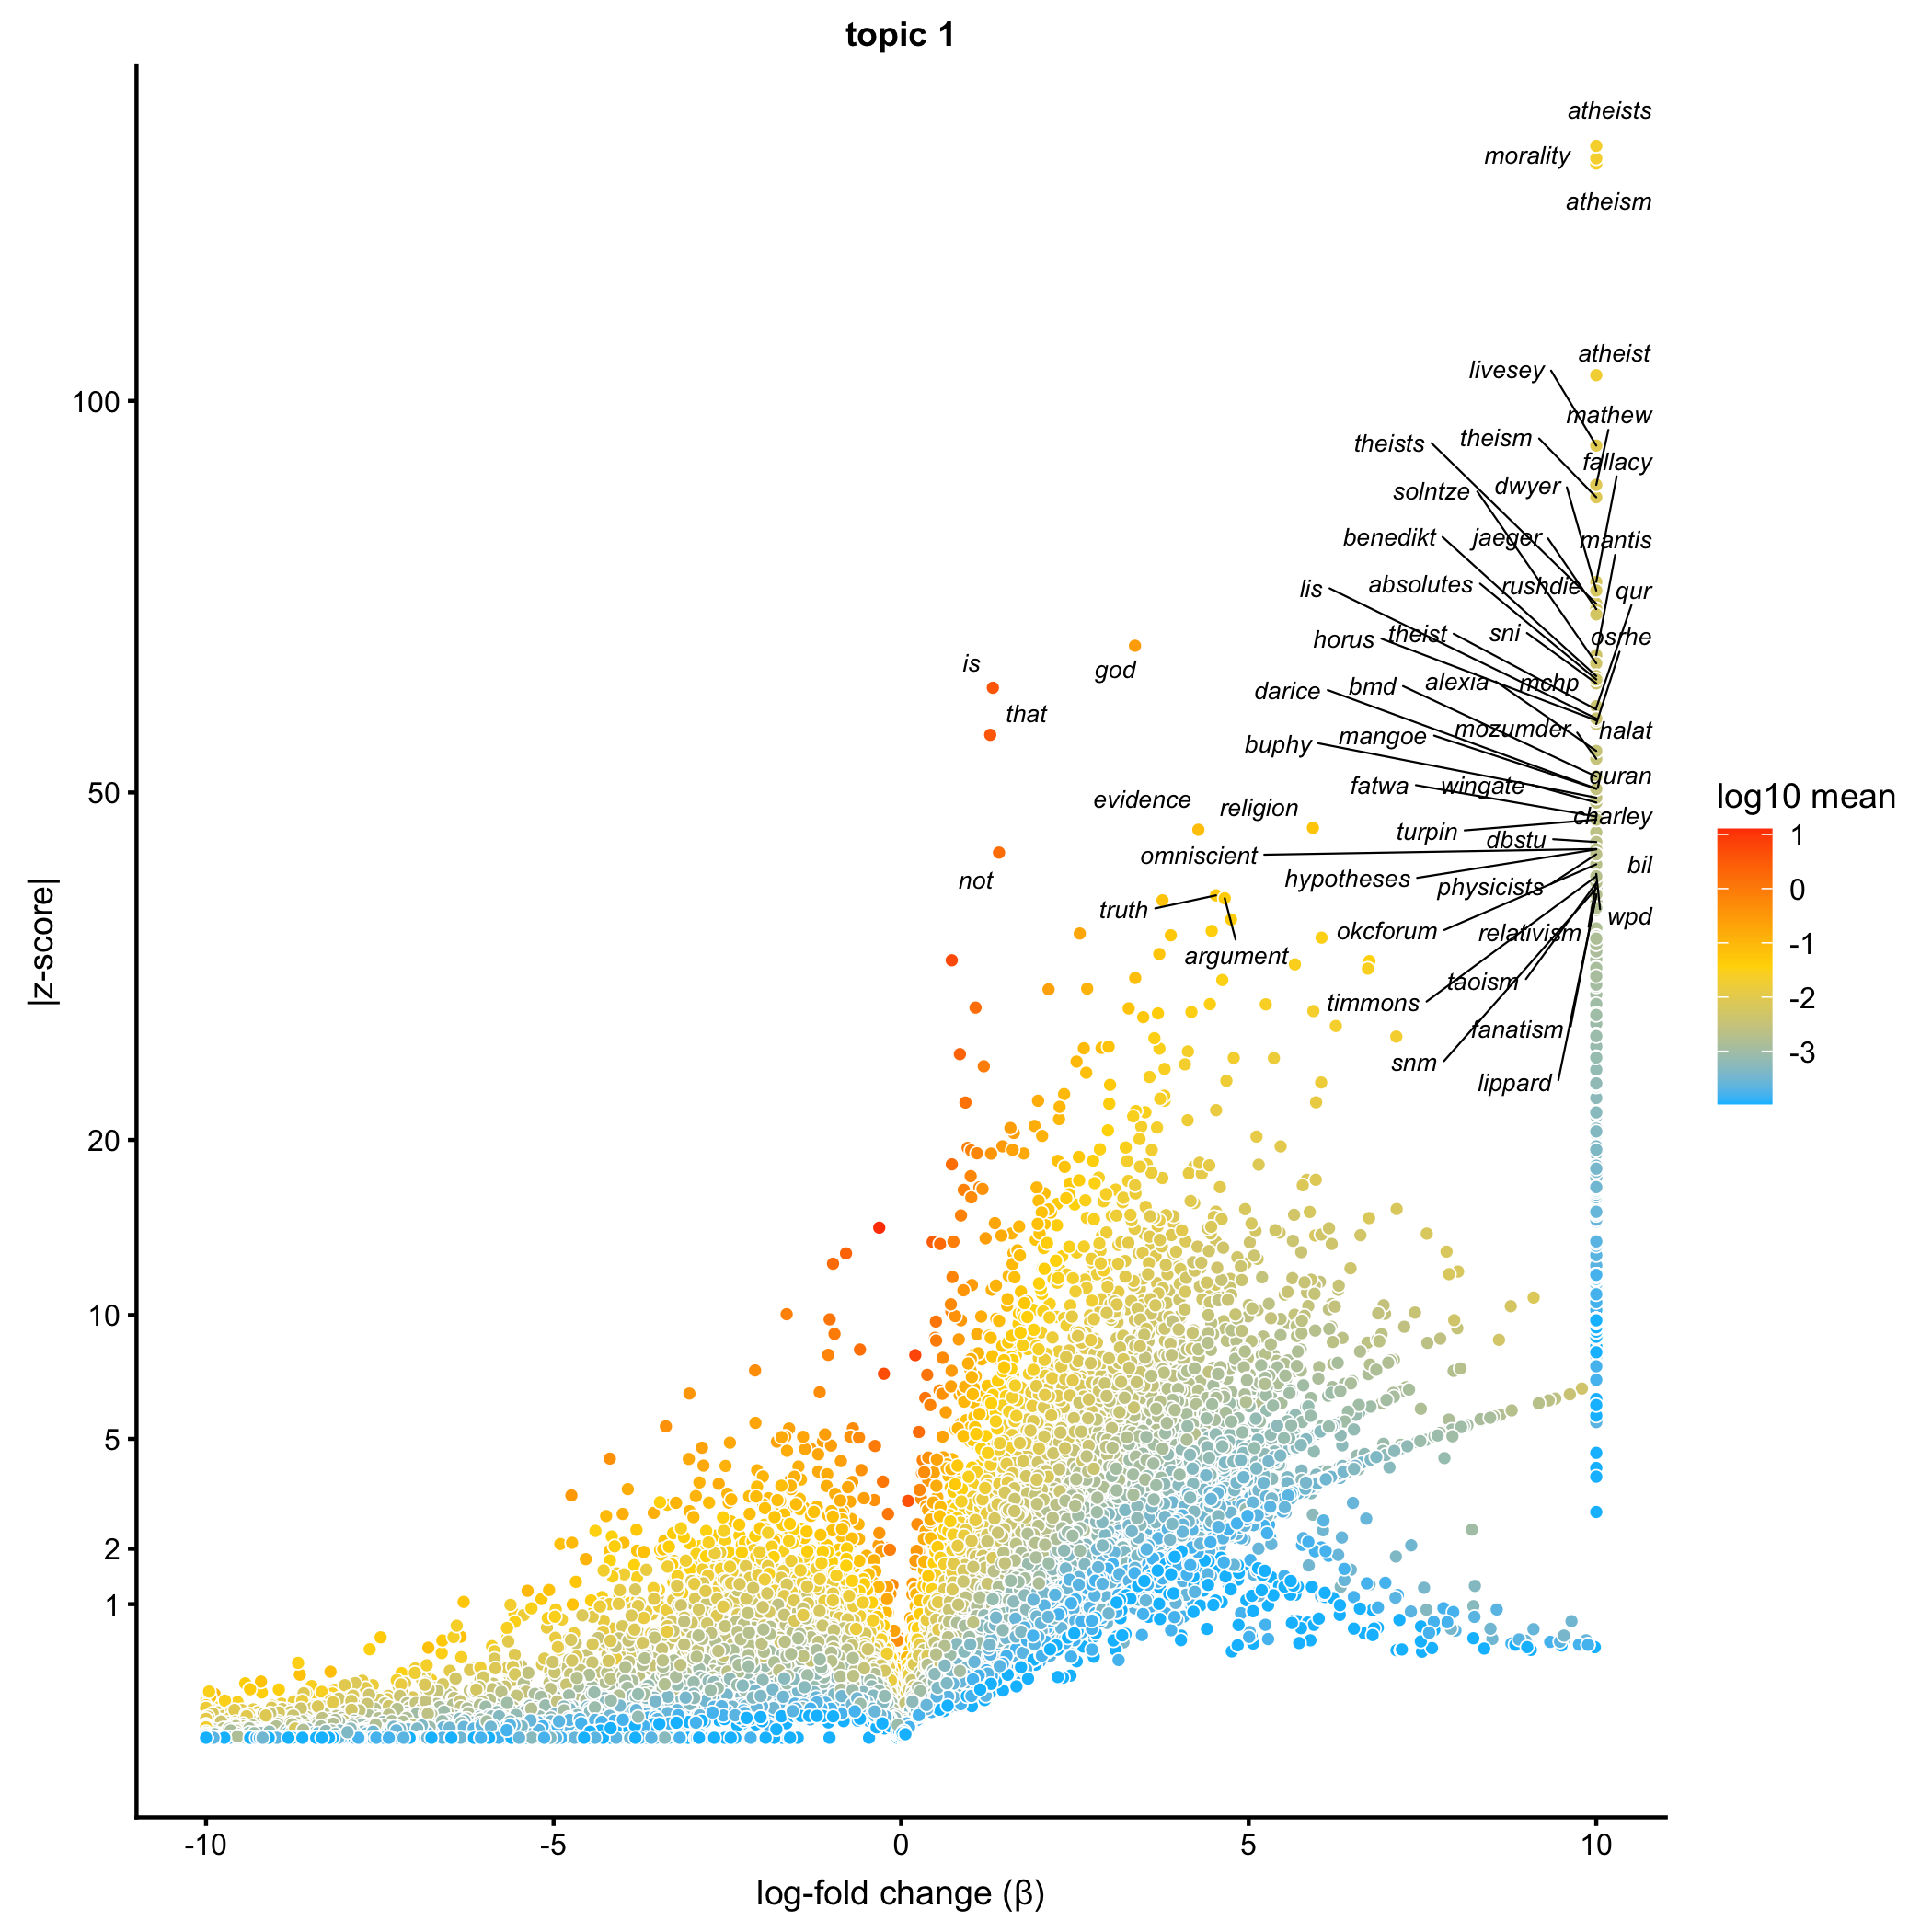 topic 1
atheists
morality
atheism
atheist
livesey
mathew
theism
theists
fallacy
dwyer
solntze
benedikt
jaeger
mantis
absolutes
rushdie
lis
qur
horus
theist
sni
osrhe
is
god
that
darice
bmd
alexia
mchp
mozumder
halat
buphy
mangoe
quran
fatwa
wingate
evidence
religion
charley
turpin
dbstu
omniscient
bil
not
hypotheses
physicists
truth
wpd
okcforum
relativism
argument
taoism
timmons
fanatism
snm
lippard
100
50
20
10
5
2
1
|z-score|
-10
-5
0
5
10
log-fold change (β)
log10 mean
1
0
-1
-2
-3